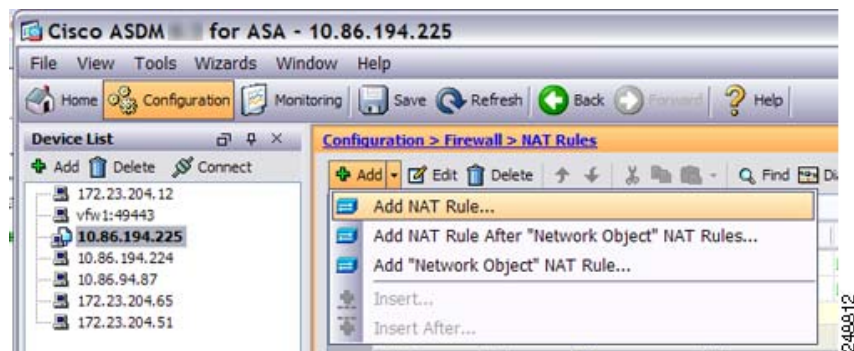 Cisco ASDM for ASA - 10.86.194.225
File View Tools Wizards Window Help
Home Configuration Monitoring Save Refresh Back Forward Help
Device List
Add Delete Connect
172.23.204.12
vfw1:49443
10.86.194.225
10.86.194.224
10.86.94.87
172.23.204.65
172.23.204.51
Configuration > Firewall > NAT Rules
Add Edit Delete Find Di
Add NAT Rule...
Add NAT Rule After "Network Object" NAT Rules...
Add "Network Object" NAT Rule...
Insert...
Insert After...
248812